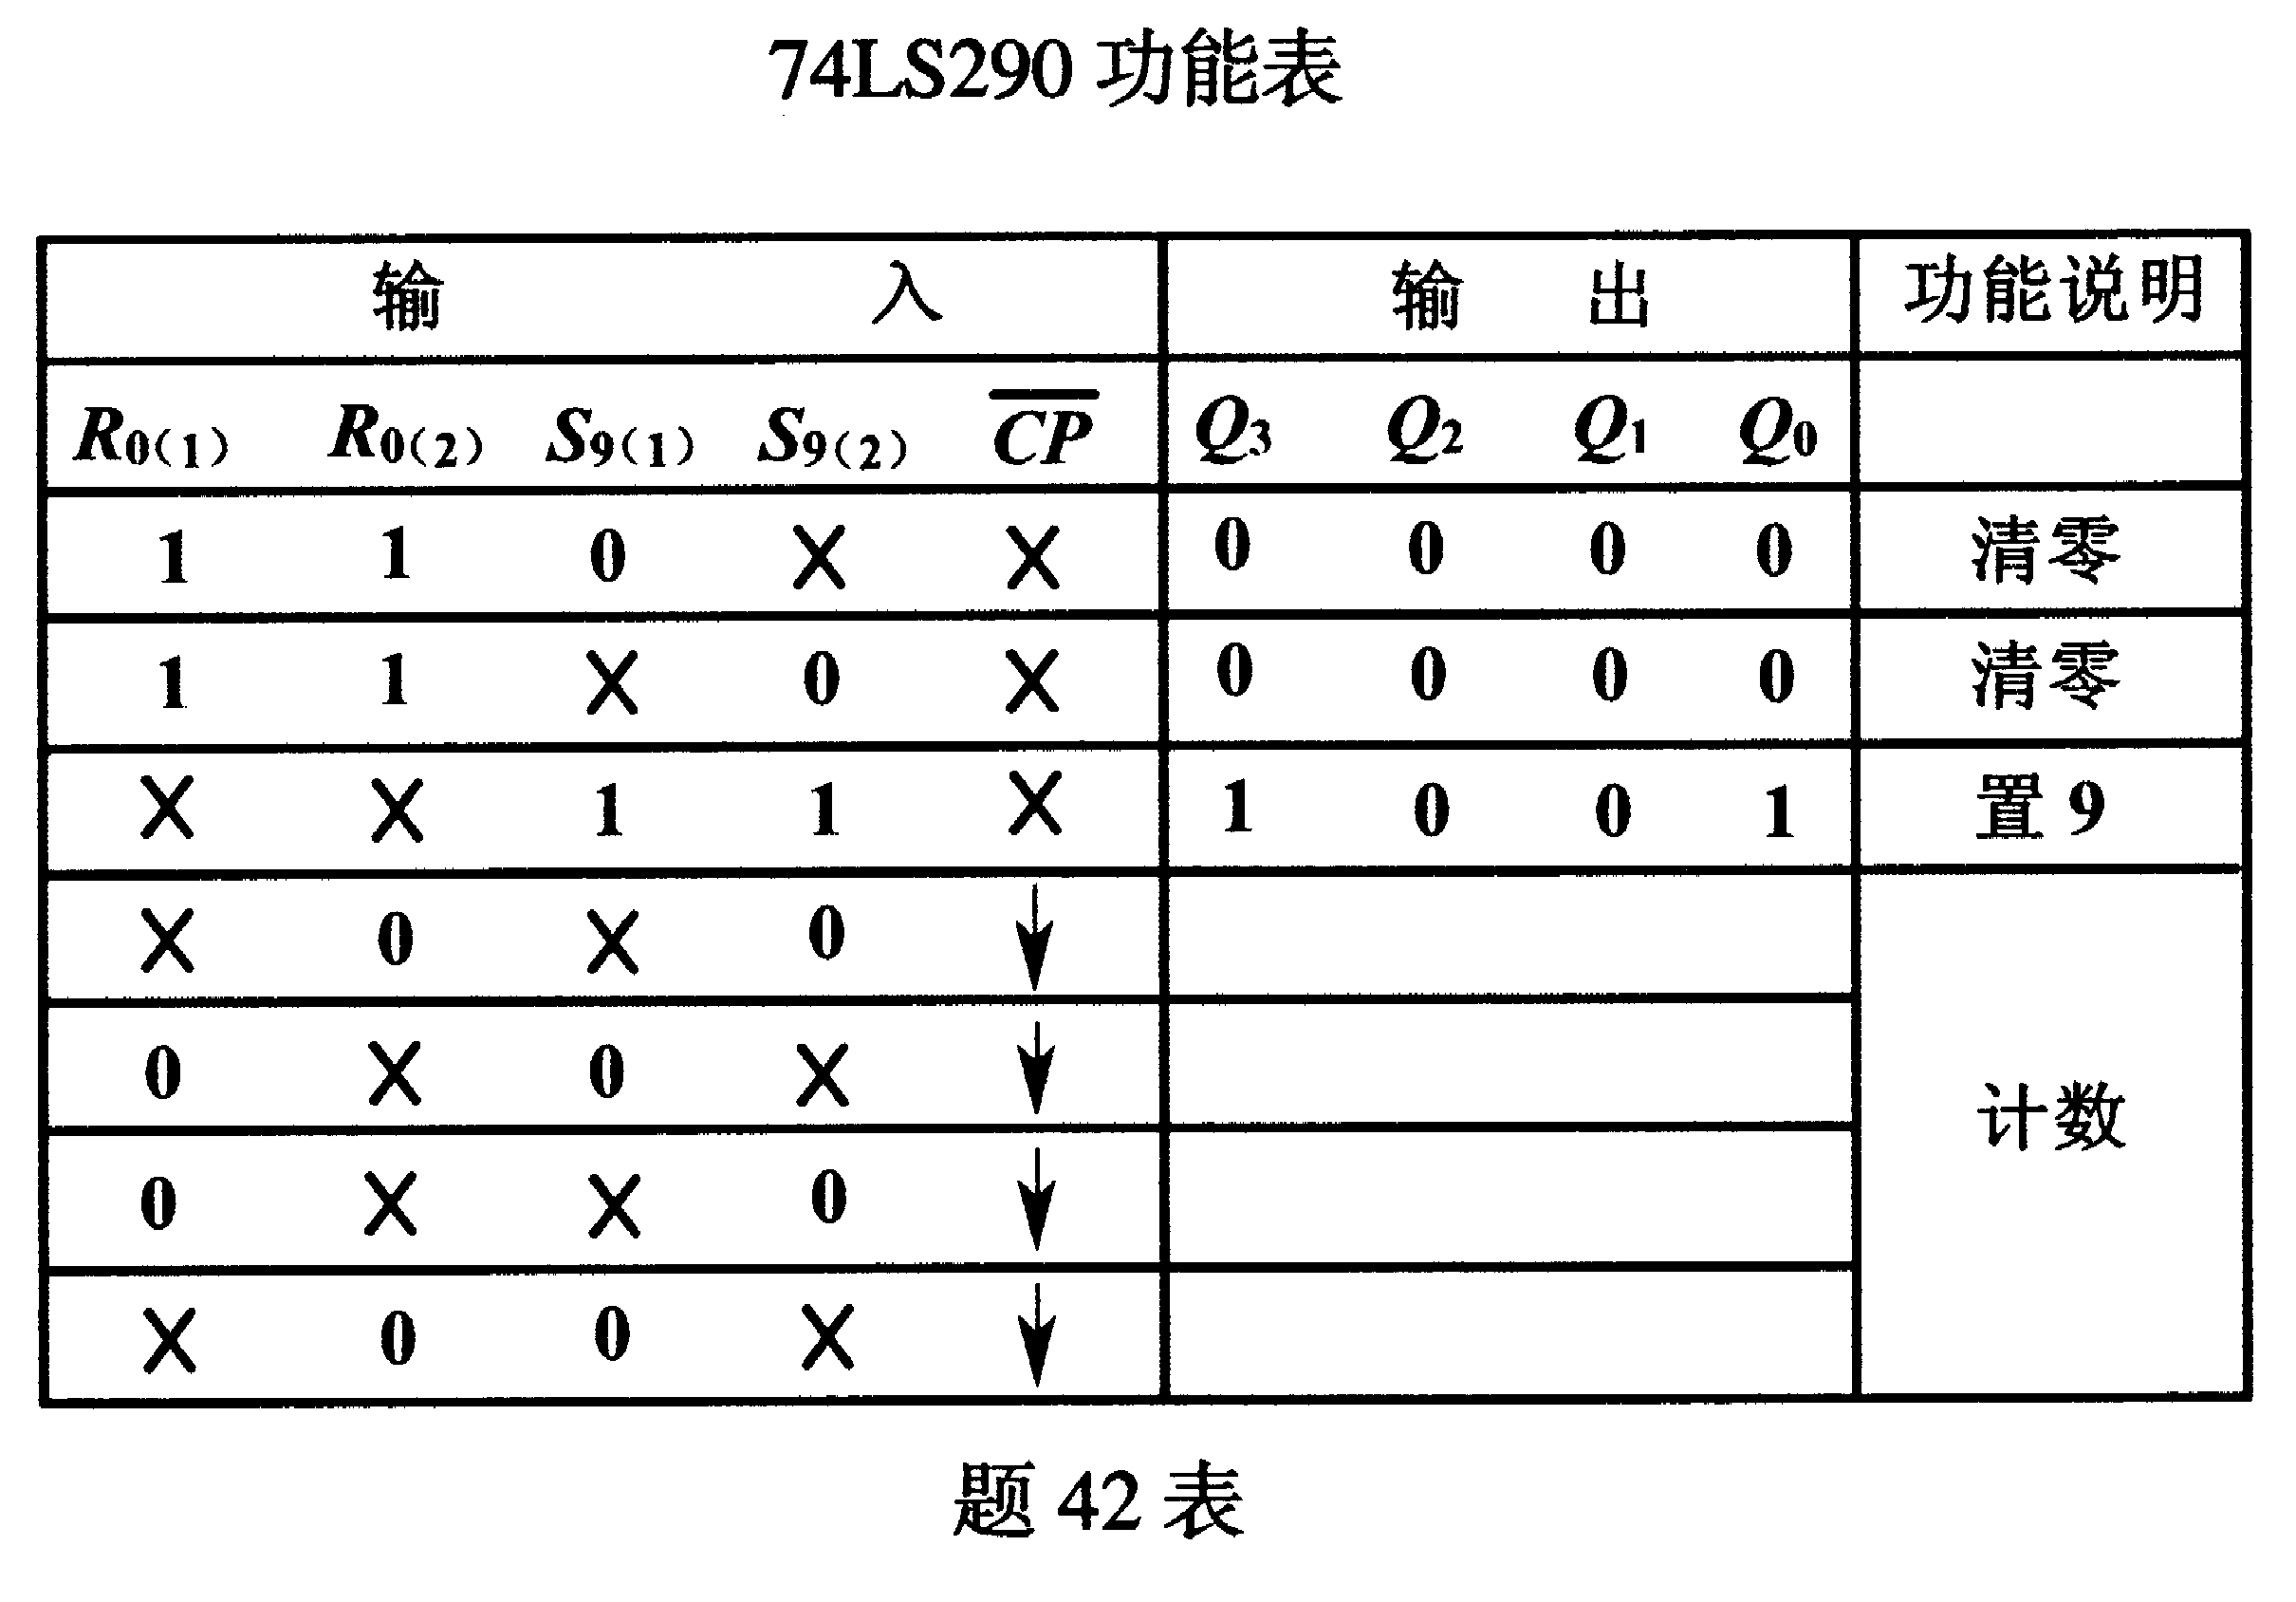 74LS290 功能表
输 入 输 出 功能说明
R0(1) R0(2) S9(1) S9(2) C̅P̅ Q3 Q2 Q1 Q0
1 1 0 × × 0 0 0 0 清零
1 1 × 0 × 0 0 0 0 清零
× × 1 1 × 1 0 0 1 置 9
× 0 × 0 ↓
0 × 0 × ↓
计数
0 × × 0 ↓
× 0 0 × ↓
题 42 表